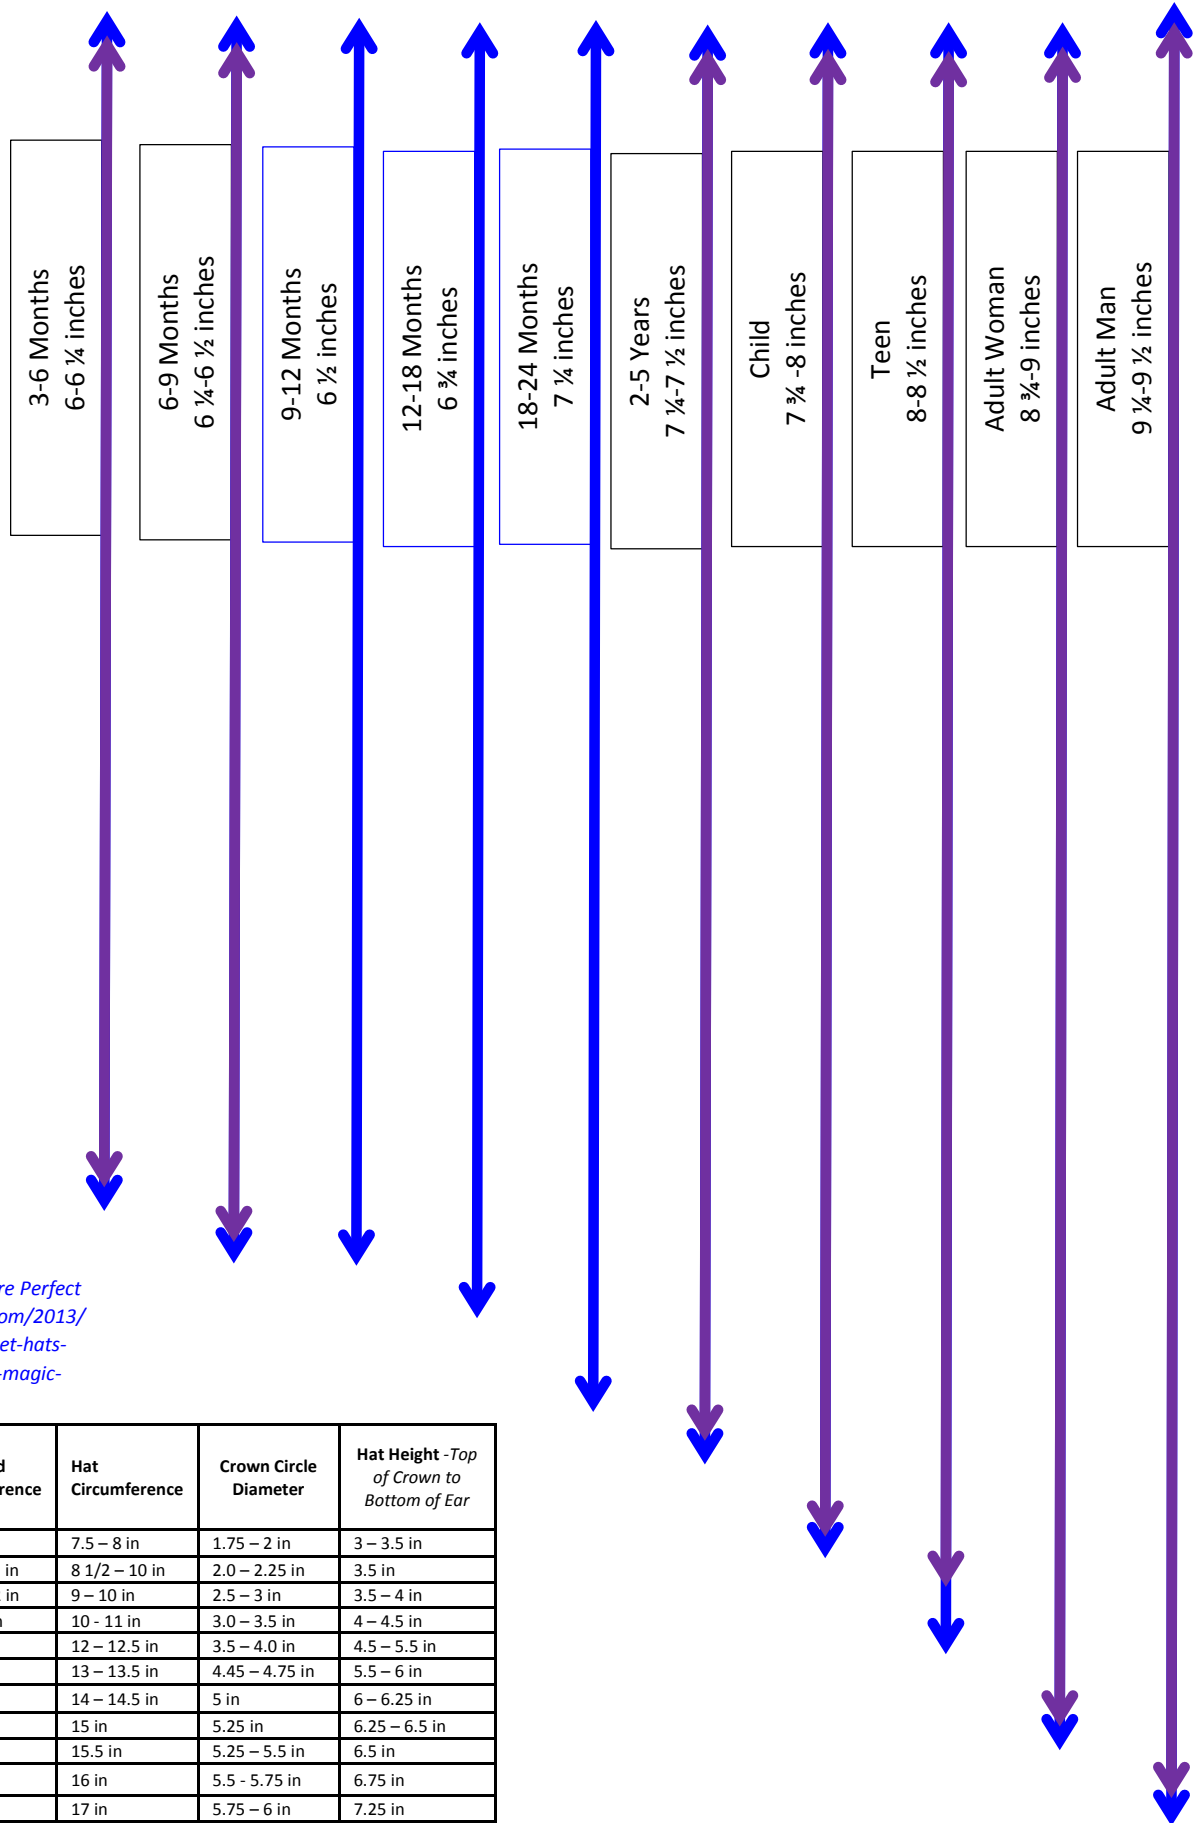 3-6 Months
6-6 ¼ inches
6-9 Months
6 ¼-6 ½ inches
9-12 Months
6 ½ inches
12-18 Months
6 ¾ inches
18-24 Months
7 ¼ inches
2-5 Years
7 ¼-7 ½ inches
Child
7 ¾ -8 inches
Teen
8-8 ½ inches
Adult Woman
8 ¾-9 inches
Adult Man
9 ¼-9 ½ inches
re Perfect
om/2013/
et-hats-
-magic-
d rence Hat Circumference Crown Circle Diameter Hat Height -Top of Crown to Bottom of Ear
7.5 – 8 in 1.75 – 2 in 3 – 3.5 in
in 8 1/2 – 10 in 2.0 – 2.25 in 3.5 in
in 9 – 10 in 2.5 – 3 in 3.5 – 4 in
10 - 11 in 3.0 – 3.5 in 4 – 4.5 in
12 – 12.5 in 3.5 – 4.0 in 4.5 – 5.5 in
13 – 13.5 in 4.45 – 4.75 in 5.5 – 6 in
14 – 14.5 in 5 in 6 – 6.25 in
15 in 5.25 in 6.25 – 6.5 in
15.5 in 5.25 – 5.5 in 6.5 in
16 in 5.5 - 5.75 in 6.75 in
17 in 5.75 – 6 in 7.25 in